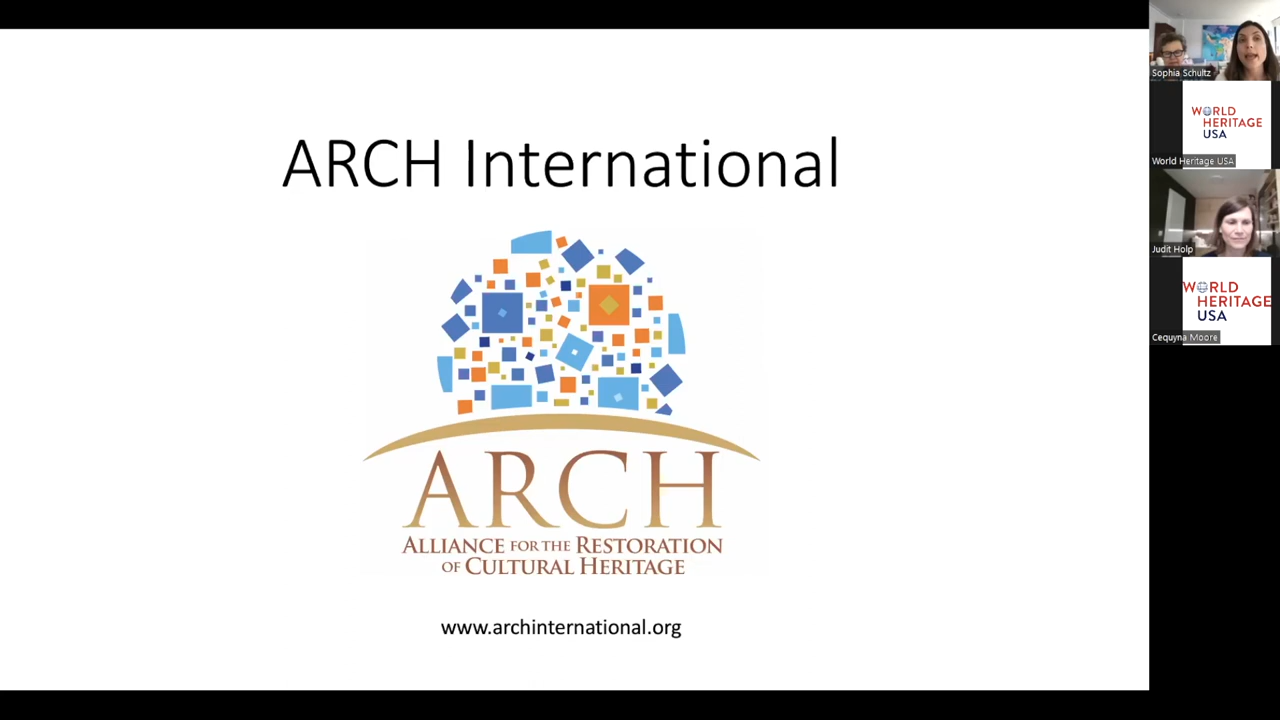 ARCH International
ARCH
ALLIANCE FOR THE RESTORATION
OF CULTURAL HERITAGE
www.archinternational.org
Sophia Schultz
WORLD
HERITAGE
USA
World Heritage USA
Judit Holp
WORLD
HERITAGE
USA
Cequyna Moore